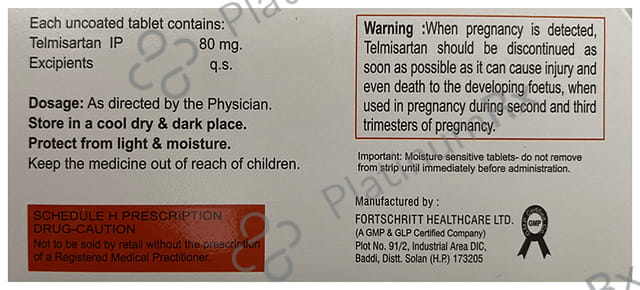 Each uncoated tablet contains:
Telmisartan IP 80 mg.
Excipients q.s.
Dosage: As directed by the Physician.
Store in a cool dry & dark place.
Protect from light & moisture.
Keep the medicine out of reach of children.
SCHEDULE H PRESCRIPTION
DRUG-CAUTION
Not to be sold by retail without the prescription
of a Registered Medical Practitioner.
Warning :When pregnancy is detected,
Telmisartan should be discontinued as
soon as possible as it can cause injury and
even death to the developing foetus, when
used in pregnancy during second and third
trimesters of pregnancy.
Important: Moisture sensitive tablets- do not remove
from strip until immediately before administration.
Manufactured by :
FORTSCHRITT HEALTHCARE LTD.
(A GMP & GLP Certified Company)
Plot No. 91/2, Industrial Area DIC,
Baddi, Distt. Solan (H.P.) 173205
GMP
PlatinumRx